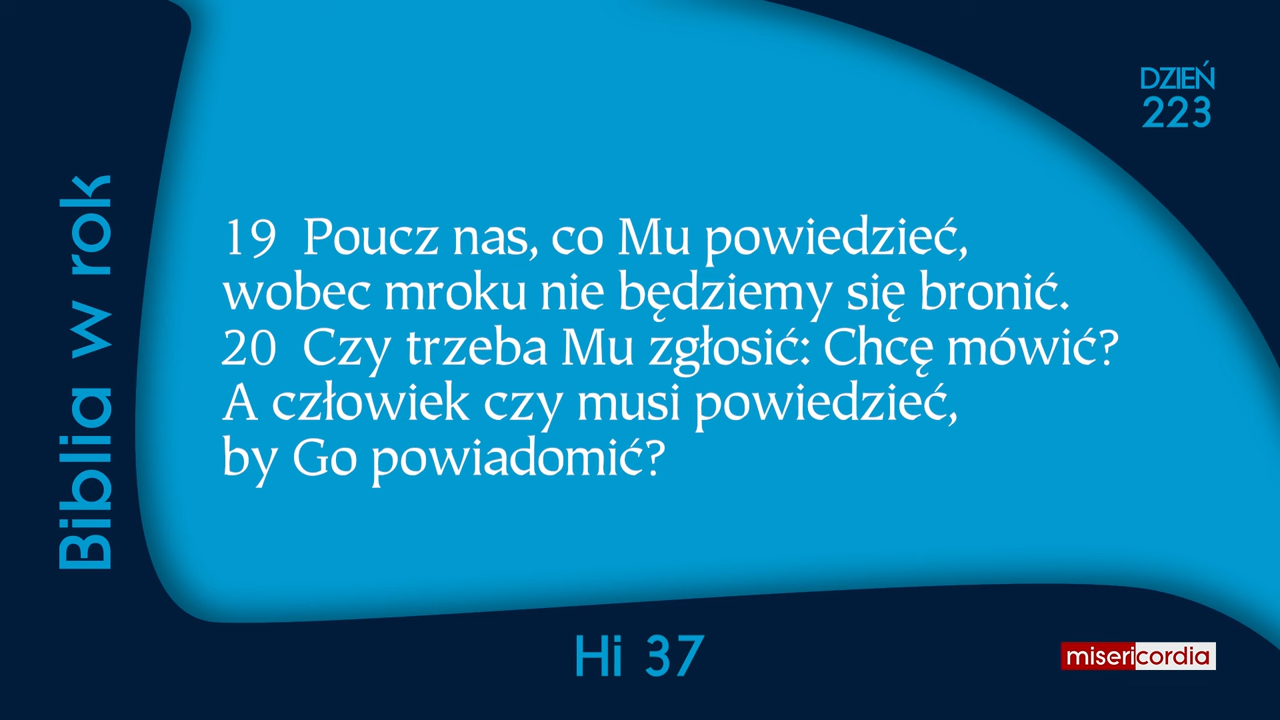 DZIEŃ
223
Biblia w rok
19 Poucz nas, co Mu powiedzieć,
wobec mroku nie będziemy się bronić.
20 Czy trzeba Mu zgłosić: Chcę mówić?
A człowiek czy musi powiedzieć,
by Go powiadomić?
Hi 37
misericordia